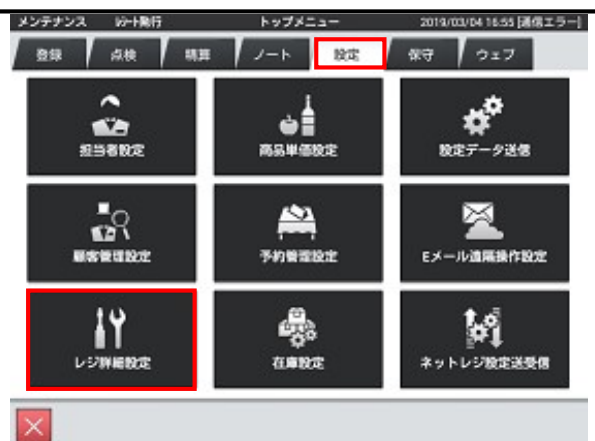 メンテナンス レシート発行 トップメニュー 2019/03/04 16:55 [通信エラー]
登録 点検 精算 ノート 設定 保守 ウェブ
担当者設定 商品単価設定 設定データ送信
顧客管理設定 予約管理設定 Eメール遠隔操作設定
レジ詳細設定 在庫設定 ネットレジ設定送受信